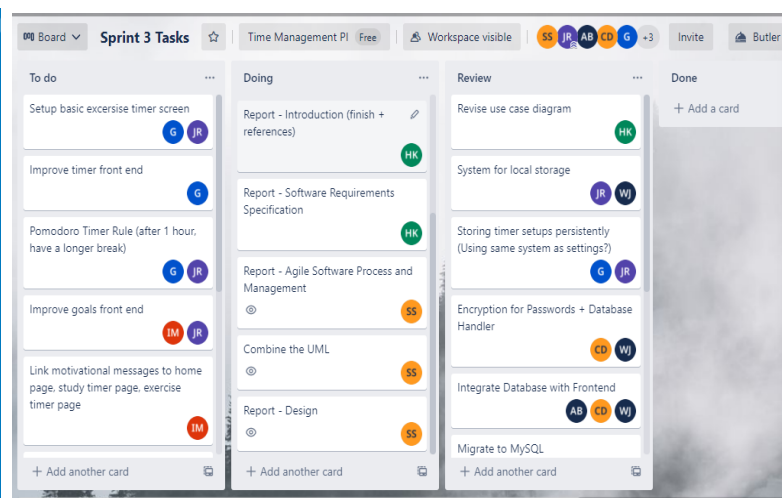 Board
Sprint 3 Tasks
Time Management PI Free
Workspace visible
SS JR AB CD G +3
Invite
Butler
To do
Setup basic excersise timer screen
G JR
Improve timer front end
G
Pomodoro Timer Rule (after 1 hour,
have a longer break)
G JR
Improve goals front end
IM JR
Link motivational messages to home
page, study timer page, exercise
timer page
IM
+ Add another card
Doing
Report - Introduction (finish +
references)
HK
Report - Software Requirements
Specification
HK
Report - Agile Software Process and
Management
SS
Combine the UML
SS
Report - Design
SS
+ Add another card
Review
Revise use case diagram
HK
System for local storage
JR WJ
Storing timer setups persistently
(Using same system as settings?)
G JR
Encryption for Passwords + Database
Handler
CD WJ
Integrate Database with Frontend
AB CD WJ
Migrate to MySQL
+ Add another card
Done
+ Add a card